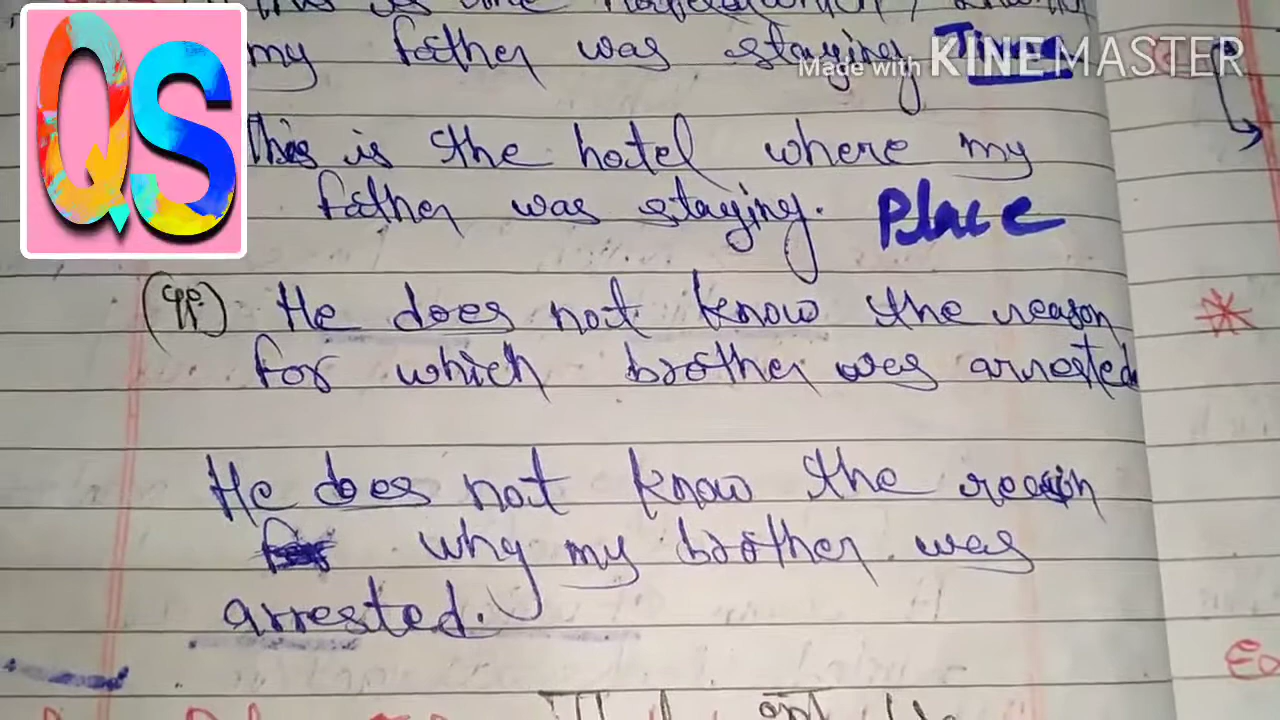 QS
my father was staying Time
Made with KINEMASTER
This is the hotel where my
father was staying. Place
He does not know the reason
for which brother was arrested
He does not know the reason
why my brother was
arrested.